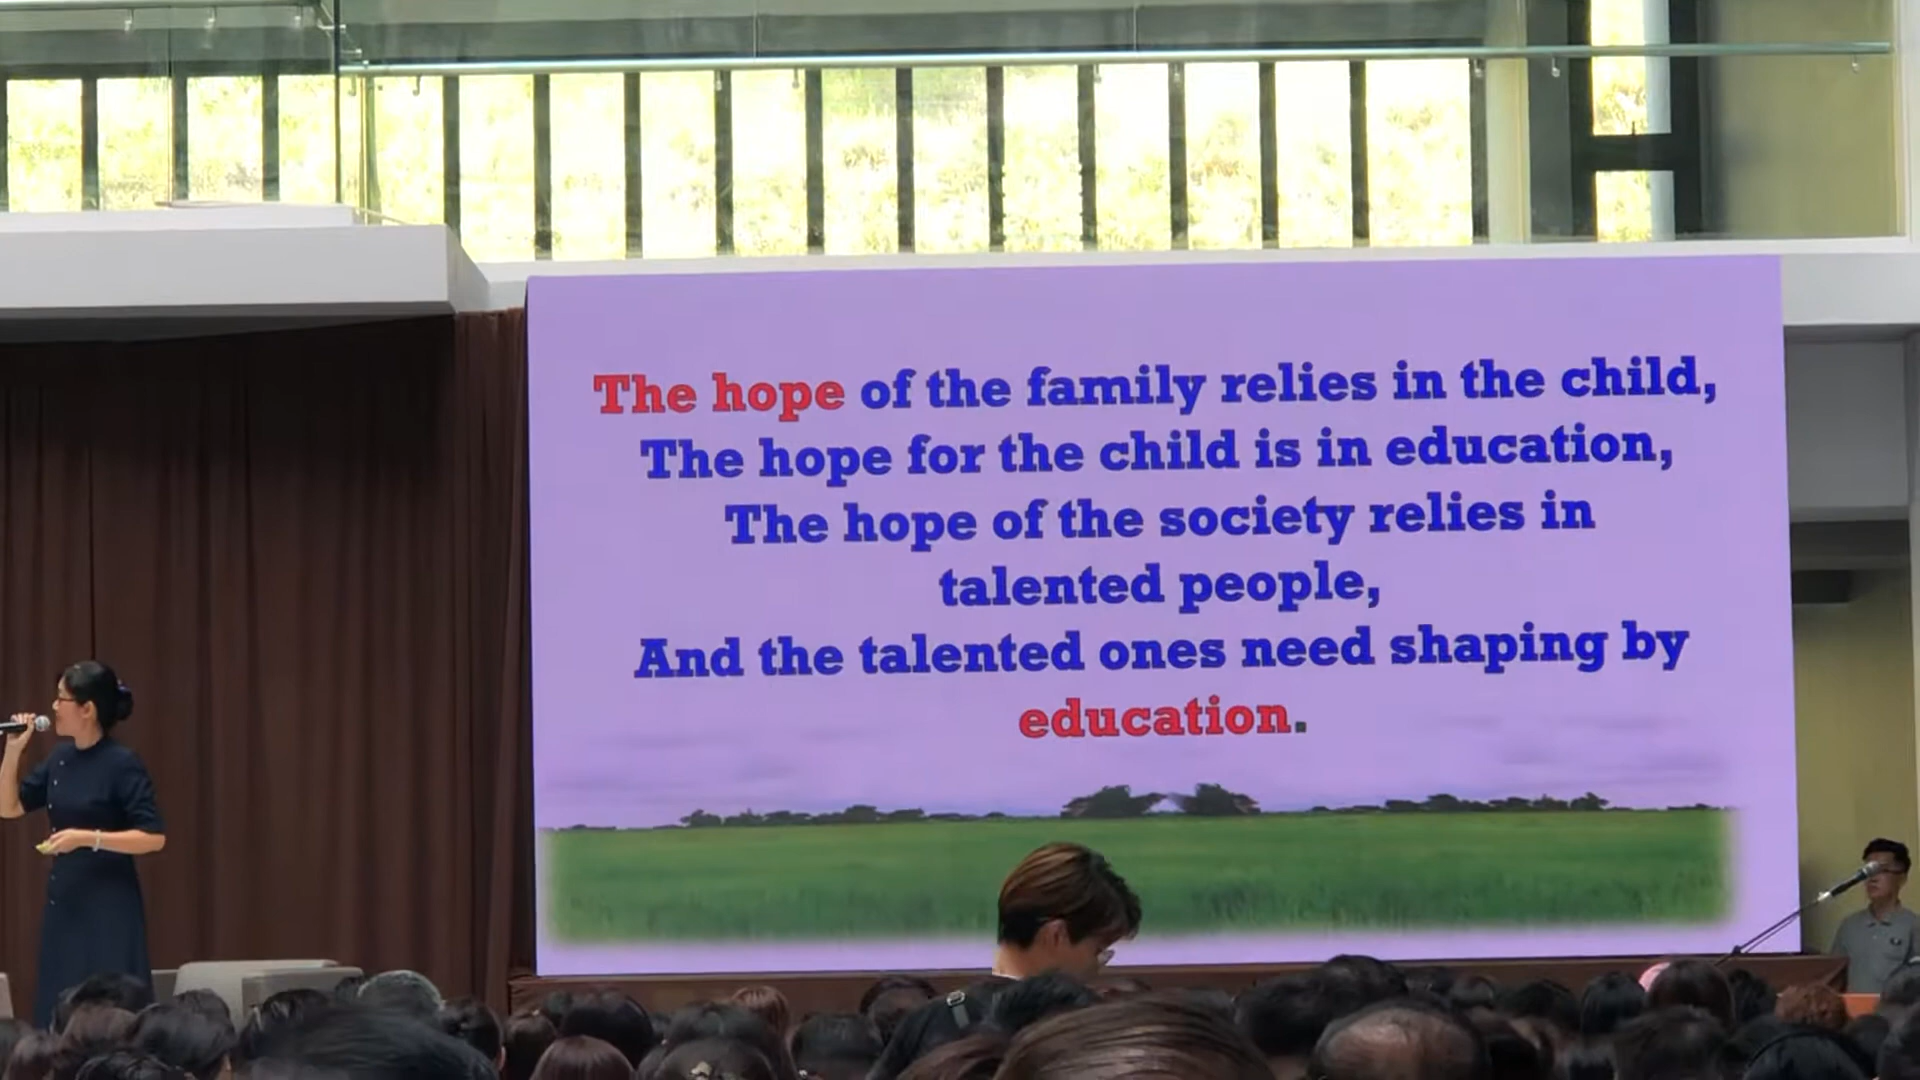 The hope of the family relies in the child,
The hope for the child is in education,
The hope of the society relies in
talented people,
And the talented ones need shaping by
education.